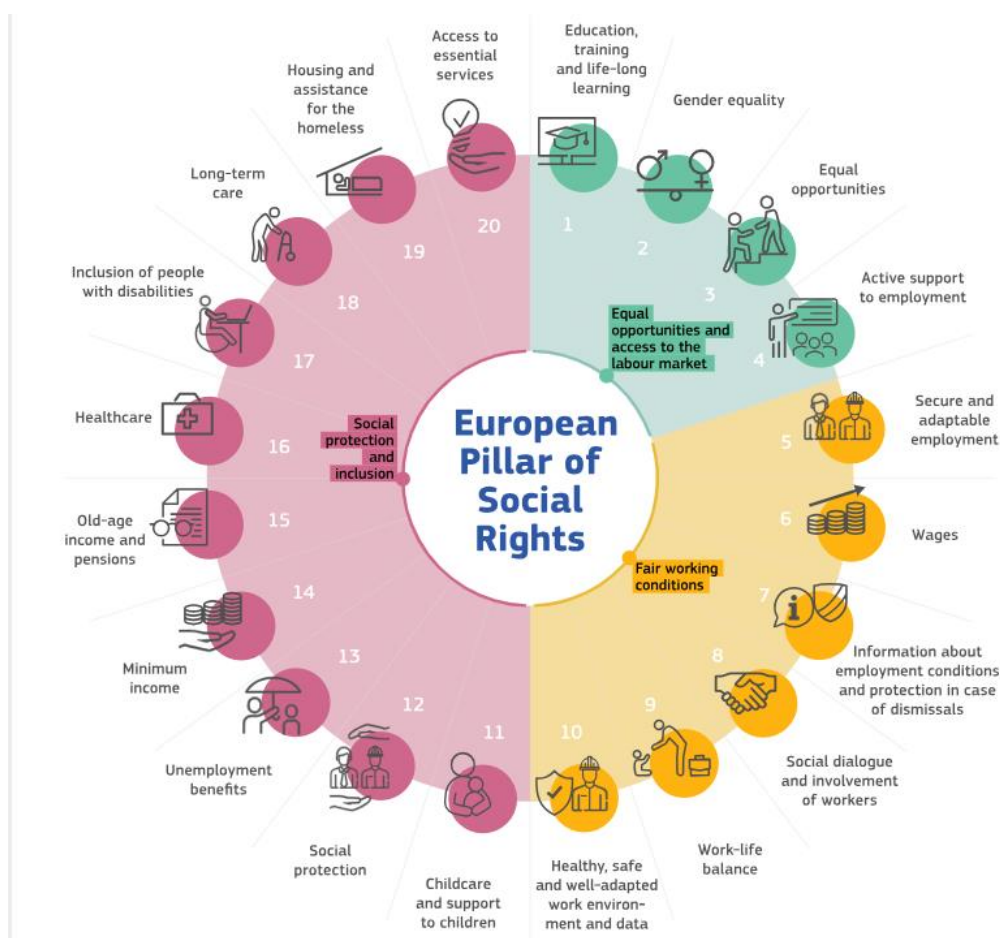 European
Pillar of
Social
Rights
Equal
opportunities and
access to the
labour market
1
Education,
training
and life-long
learning
2
Gender equality
3
Equal
opportunities
4
Active support
to employment
Fair working
conditions
5
Secure and
adaptable
employment
6
Wages
7
Information about
employment conditions
and protection in case
of dismissals
8
Social dialogue
and involvement
of workers
9
Work-life
balance
10
Healthy, safe
and well-adapted
work environ-
ment and data
Social
protection
and
inclusion
11
Childcare
and support
to children
12
Social
protection
13
Unemployment
benefits
14
Minimum
income
15
Old-age
income and
pensions
16
Healthcare
17
Inclusion of people
with disabilities
18
Long-term
care
19
Housing and
assistance
for the
homeless
20
Access to
essential
services